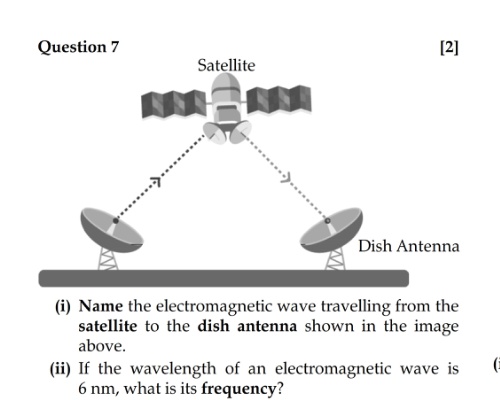 Question 7 [2]
Satellite
Dish Antenna
(i) Name the electromagnetic wave travelling from the
satellite to the dish antenna shown in the image
above.
(ii) If the wavelength of an electromagnetic wave is
6 nm, what is its frequency?